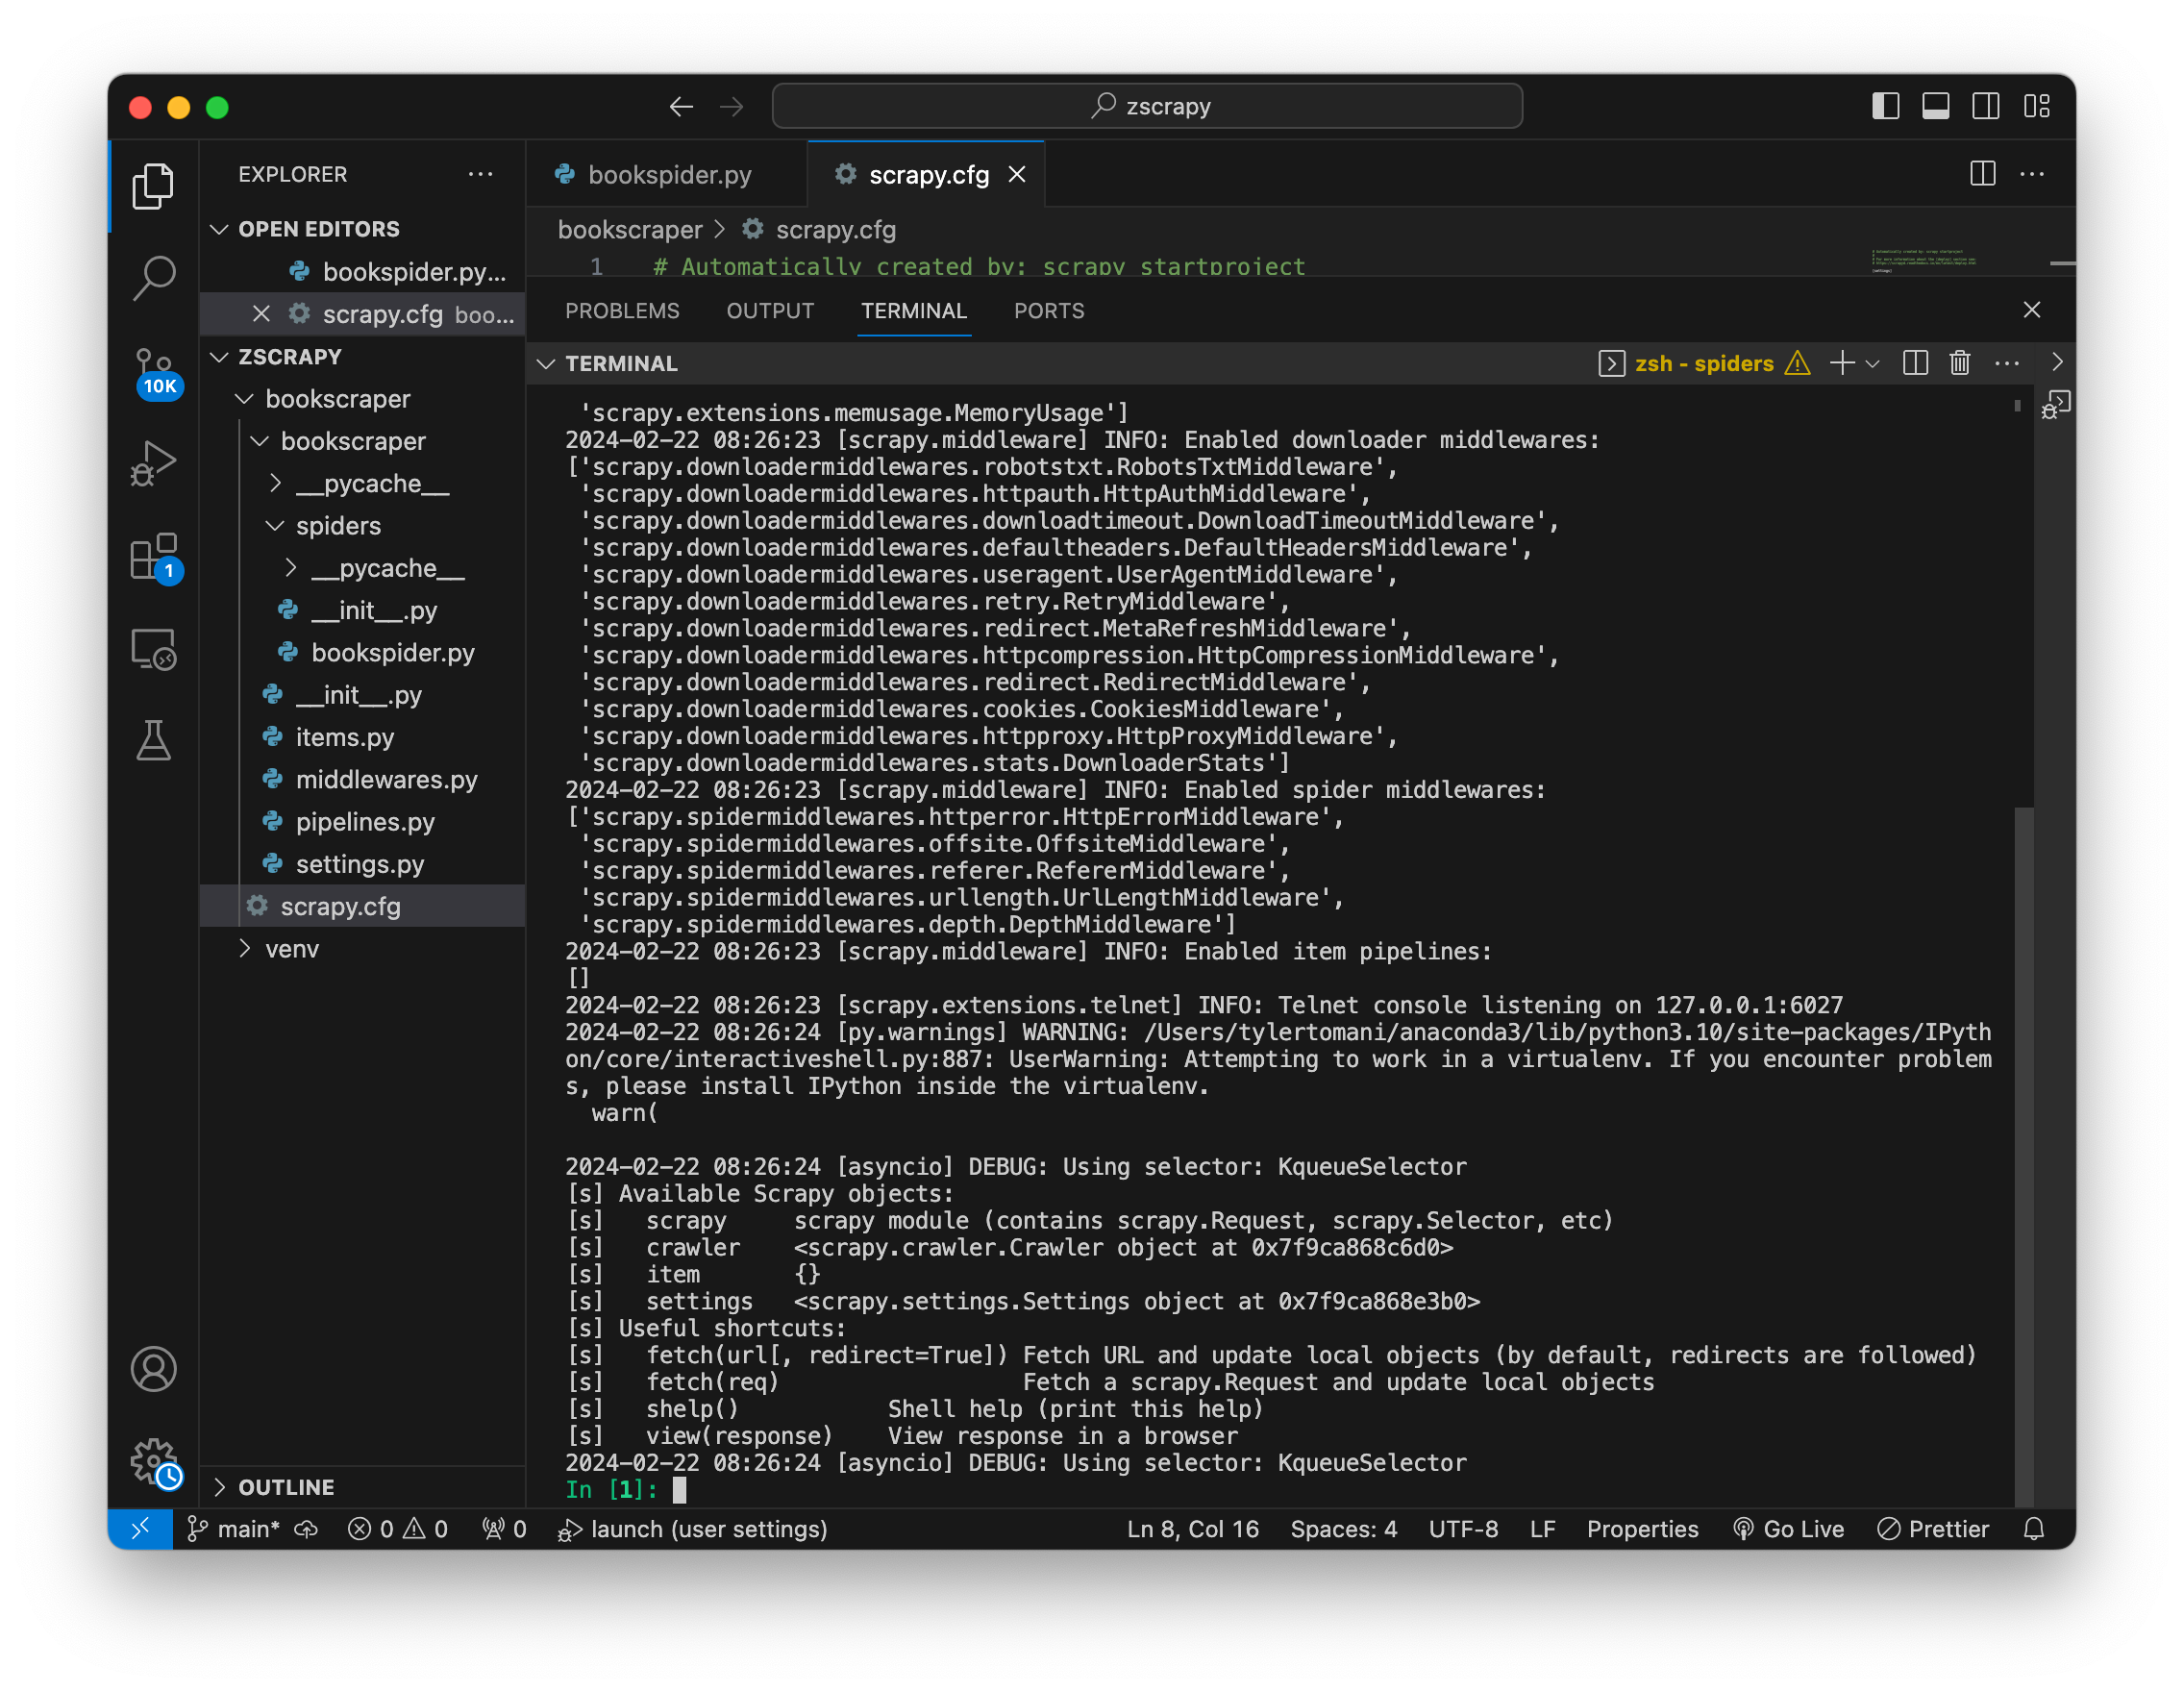 zscrapy
EXPLORER
OPEN EDITORS
bookspider.py...
scrapy.cfg boo...
ZSCRAPY
bookscraper
bookscraper
__pycache__
spiders
__pycache__
__init__.py
bookspider.py
__init__.py
items.py
middlewares.py
pipelines.py
settings.py
scrapy.cfg
venv
OUTLINE
10K
1
bookspider.py
scrapy.cfg
bookscraper > scrapy.cfg
1 # Automatically created by: scrapy startproject
PROBLEMS OUTPUT TERMINAL PORTS
TERMINAL
zsh - spiders
'scrapy.extensions.memusage.MemoryUsage']
2024-02-22 08:26:23 [scrapy.middleware] INFO: Enabled downloader middlewares:
['scrapy.downloadermiddlewares.robotstxt.RobotsTxtMiddleware',
'scrapy.downloadermiddlewares.httpauth.HttpAuthMiddleware',
'scrapy.downloadermiddlewares.downloadtimeout.DownloadTimeoutMiddleware',
'scrapy.downloadermiddlewares.defaultheaders.DefaultHeadersMiddleware',
'scrapy.downloadermiddlewares.useragent.UserAgentMiddleware',
'scrapy.downloadermiddlewares.retry.RetryMiddleware',
'scrapy.downloadermiddlewares.redirect.MetaRefreshMiddleware',
'scrapy.downloadermiddlewares.httpcompression.HttpCompressionMiddleware',
'scrapy.downloadermiddlewares.redirect.RedirectMiddleware',
'scrapy.downloadermiddlewares.cookies.CookiesMiddleware',
'scrapy.downloadermiddlewares.httpproxy.HttpProxyMiddleware',
'scrapy.downloadermiddlewares.stats.DownloaderStats']
2024-02-22 08:26:23 [scrapy.middleware] INFO: Enabled spider middlewares:
['scrapy.spidermiddlewares.httperror.HttpErrorMiddleware',
'scrapy.spidermiddlewares.offsite.OffsiteMiddleware',
'scrapy.spidermiddlewares.referer.RefererMiddleware',
'scrapy.spidermiddlewares.urllength.UrlLengthMiddleware',
'scrapy.spidermiddlewares.depth.DepthMiddleware']
2024-02-22 08:26:23 [scrapy.middleware] INFO: Enabled item pipelines:
[]
2024-02-22 08:26:23 [scrapy.extensions.telnet] INFO: Telnet console listening on 127.0.0.1:6027
2024-02-22 08:26:24 [py.warnings] WARNING: /Users/tylertomani/anaconda3/lib/python3.10/site-packages/IPyth
on/core/interactiveshell.py:887: UserWarning: Attempting to work in a virtualenv. If you encounter problem
s, please install IPython inside the virtualenv.
warn(
2024-02-22 08:26:24 [asyncio] DEBUG: Using selector: KqueueSelector
[s] Available Scrapy objects:
[s] scrapy scrapy module (contains scrapy.Request, scrapy.Selector, etc)
[s] crawler <scrapy.crawler.Crawler object at 0x7f9ca868c6d0>
[s] item {}
[s] settings <scrapy.settings.Settings object at 0x7f9ca868e3b0>
[s] Useful shortcuts:
[s] fetch(url[, redirect=True]) Fetch URL and update local objects (by default, redirects are followed)
[s] fetch(req) Fetch a scrapy.Request and update local objects
[s] shelp() Shell help (print this help)
[s] view(response) View response in a browser
2024-02-22 08:26:24 [asyncio] DEBUG: Using selector: KqueueSelector
In [1]:
main* 0 0 0 launch (user settings) Ln 8, Col 16 Spaces: 4 UTF-8 LF Properties Go Live Prettier